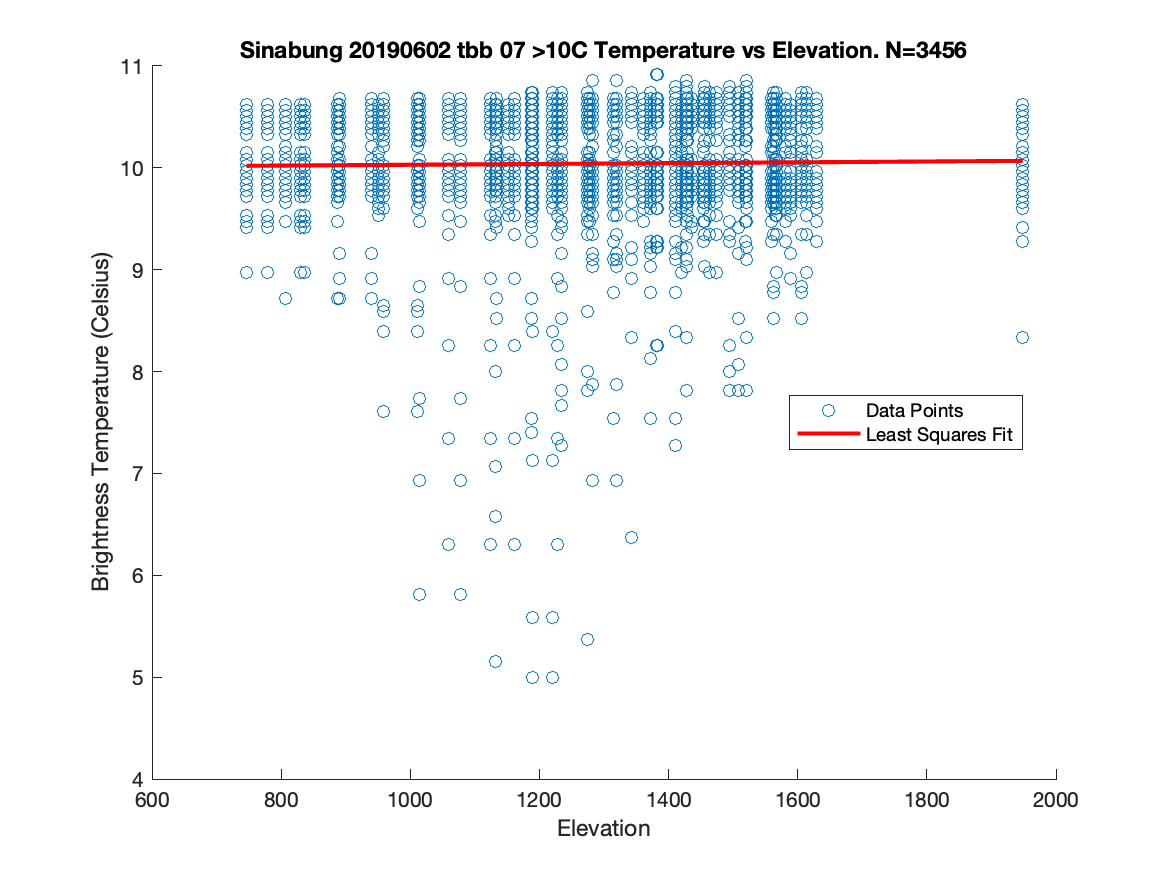 Sinabung 20190602 tbb 07 >10C Temperature vs Elevation. N=3456
11
10
9
8
7
6
5
4
Brightness Temperature (Celsius)
Data Points
Least Squares Fit
600 800 1000 1200 1400 1600 1800 2000
Elevation